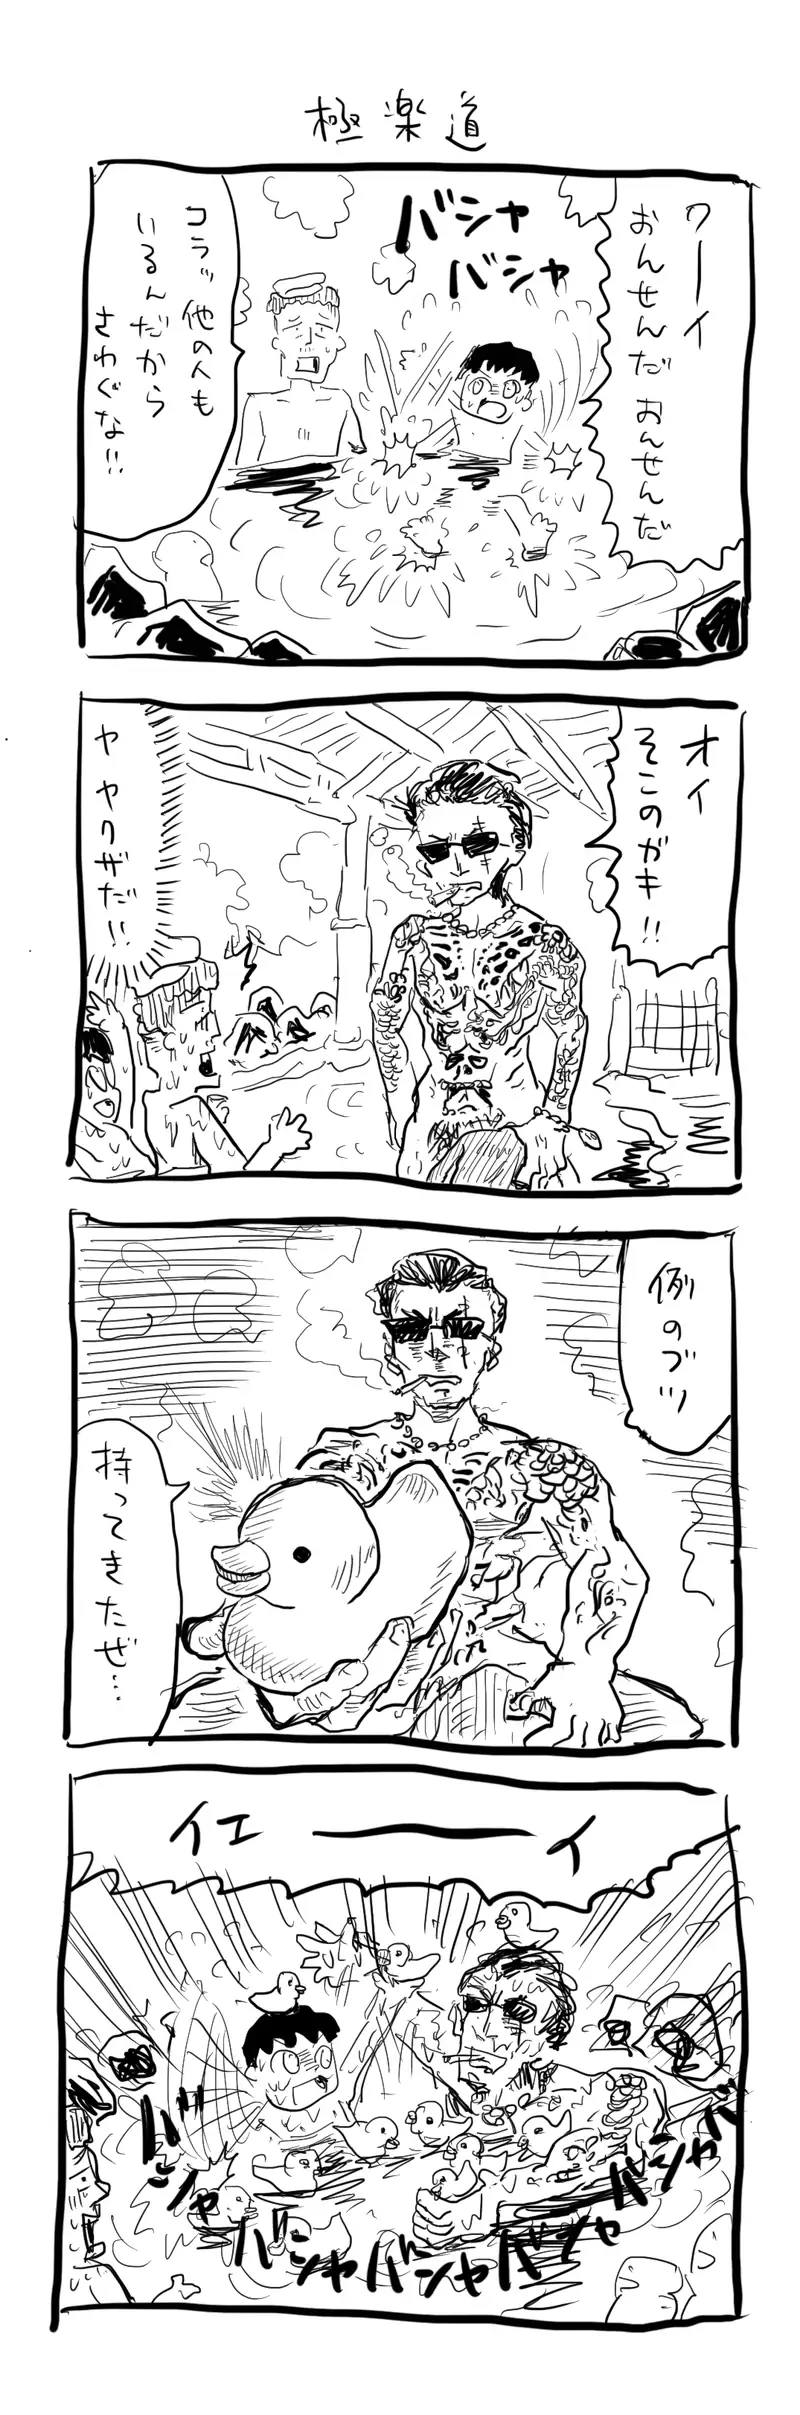 極楽道
ワーイ
おんせんだ おんせんだ
バシャ
バシャ
コラッ 他の人も
いるんだから
さわぐな!!
オイ
そこのガキ!!
ヤ ヤクザだ!!
例のブツ
持ってきたぜ…
イエーイ
バシャ
バシャバシャバシャ
バシャバ